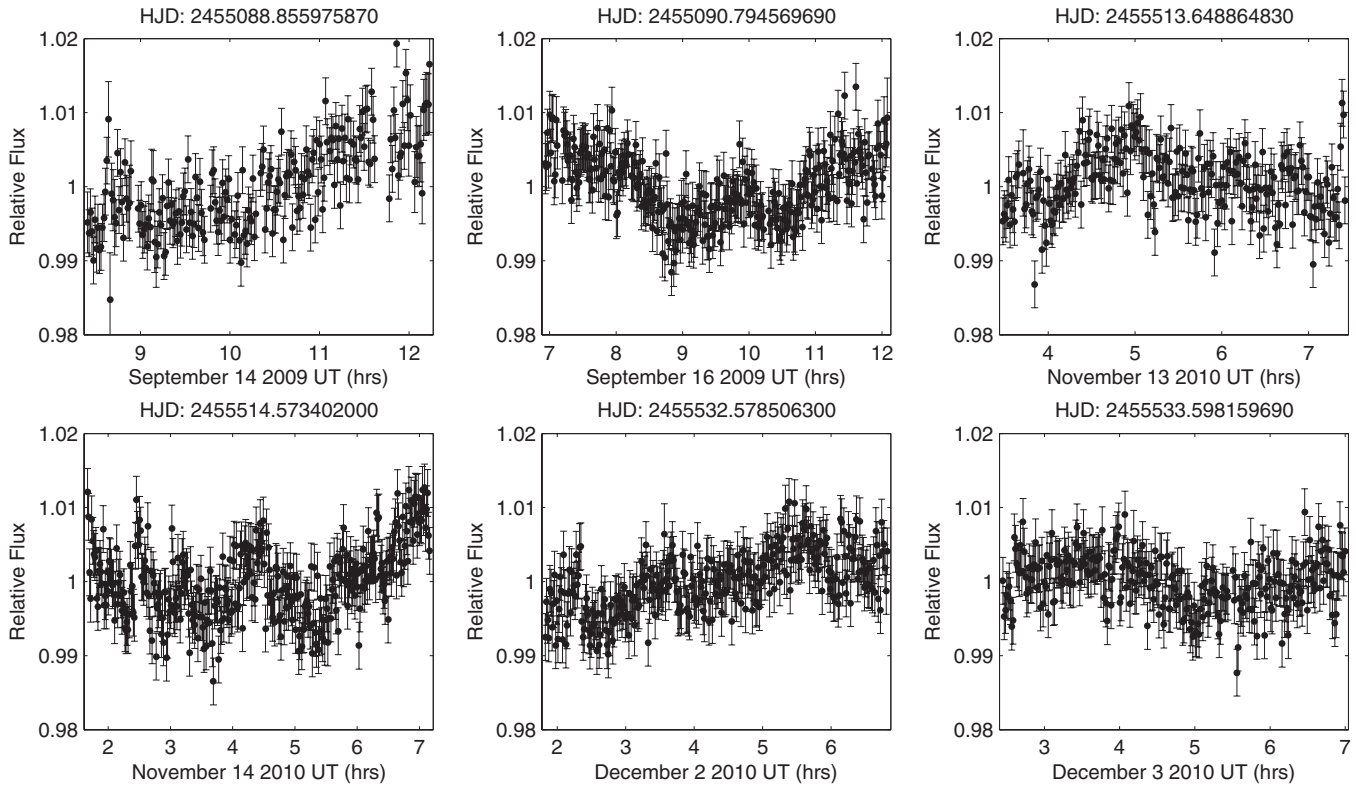 HJD: 2455088.855975870
1.02
1.01
1
0.99
0.98
Relative Flux
9 10 11 12
September 14 2009 UT (hrs)
HJD: 2455090.794569690
1.02
1.01
1
0.99
0.98
Relative Flux
7 8 9 10 11 12
September 16 2009 UT (hrs)
HJD: 2455513.648864830
1.02
1.01
1
0.99
0.98
Relative Flux
4 5 6 7
November 13 2010 UT (hrs)
HJD: 2455514.573402000
1.02
1.01
1
0.99
0.98
Relative Flux
2 3 4 5 6 7
November 14 2010 UT (hrs)
HJD: 2455532.578506300
1.02
1.01
1
0.99
0.98
Relative Flux
2 3 4 5 6
December 2 2010 UT (hrs)
HJD: 2455533.598159690
1.02
1.01
1
0.99
0.98
Relative Flux
3 4 5 6 7
December 3 2010 UT (hrs)